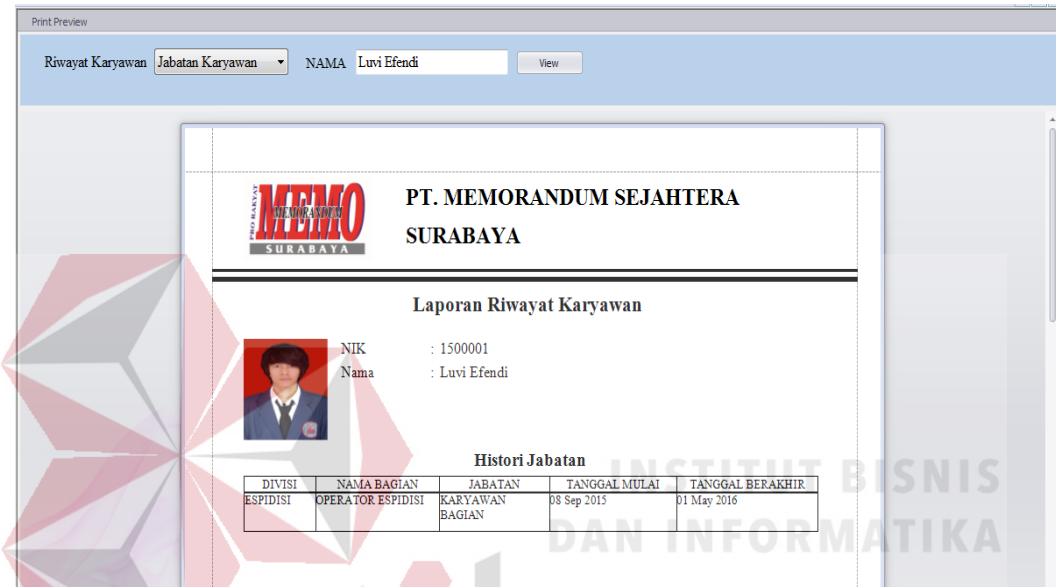 Print Preview
Riwayat Karyawan Jabatan Karyawan NAMA Luvi Efendi View
PRO RAKYAT
MEMO
MEMORANDUM
SURABAYA
PT. MEMORANDUM SEJAHTERA
SURABAYA
Laporan Riwayat Karyawan
NIK : 1500001
Nama : Luvi Efendi
Histori Jabatan
DIVISI NAMA BAGIAN JABATAN TANGGAL MULAI TANGGAL BERAKHIR
ESPIDISI OPERATOR ESPIDISI KARYAWAN 08 Sep 2015 01 May 2016
BAGIAN
INSTITUT BISNIS
DAN INFORMATIKA